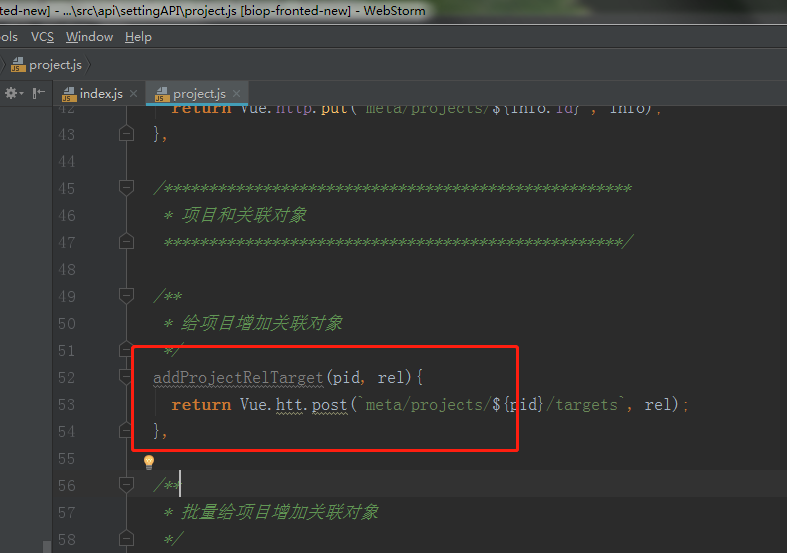 nted-new] - ...\src\api\settingAPI\project.js [biop-fronted-new] - WebStorm
ols VCS Window Help
project.js
index.js project.js
42 return Vue.http.put(`meta/projects/${info.id}`, info);
43 },
44
45 /****************************************************
46 * 项目和关联对象
47 ***************************************************/
48
49 /**
50 * 给项目增加关联对象
51 */
52 addProjectRelTarget(pid, rel){
53 return Vue.htt.post(`meta/projects/${pid}/targets`, rel);
54 },
55
56 /**
57 * 批量给项目增加关联对象
58 */